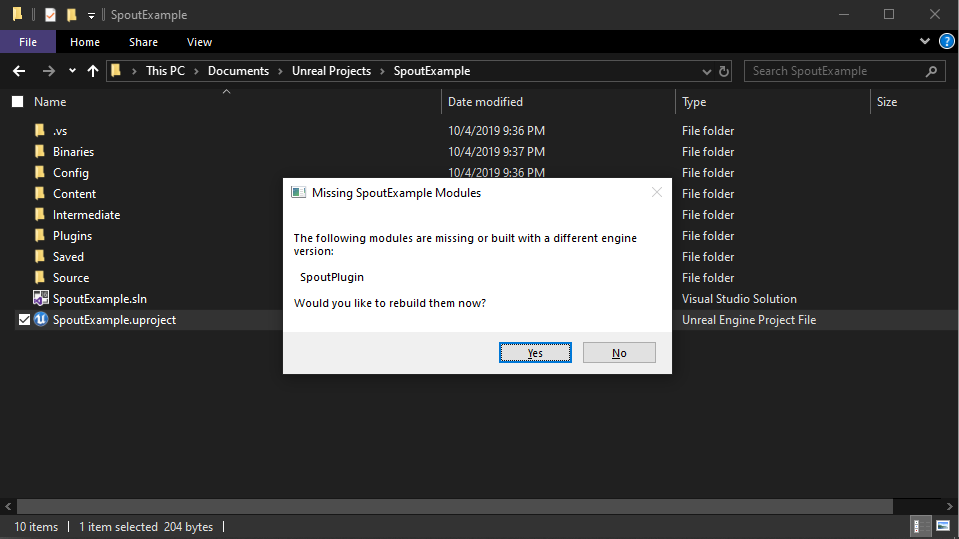 SpoutExample
File Home Share View
This PC > Documents > Unreal Projects > SpoutExample
Search SpoutExample
Name Date modified Type Size
.vs 10/4/2019 9:36 PM File folder
Binaries 10/4/2019 9:37 PM File folder
Config 10/4/2019 9:36 PM File folder
Content File folder
Intermediate File folder
Plugins File folder
Saved File folder
Source File folder
SpoutExample.sln Visual Studio Solution
SpoutExample.uproject Unreal Engine Project File
Missing SpoutExample Modules
The following modules are missing or built with a different engine
version:
SpoutPlugin
Would you like to rebuild them now?
Yes No
10 items 1 item selected 204 bytes